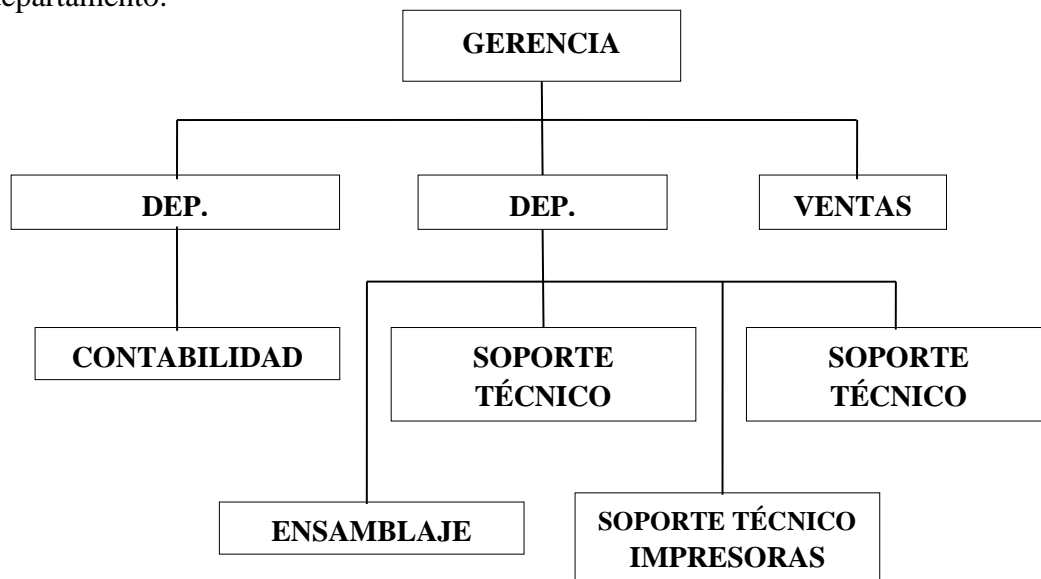 departamento.
GERENCIA
DEP.
DEP.
VENTAS
CONTABILIDAD
SOPORTE
TÉCNICO
SOPORTE
TÉCNICO
ENSAMBLAJE
SOPORTE TÉCNICO
IMPRESORAS